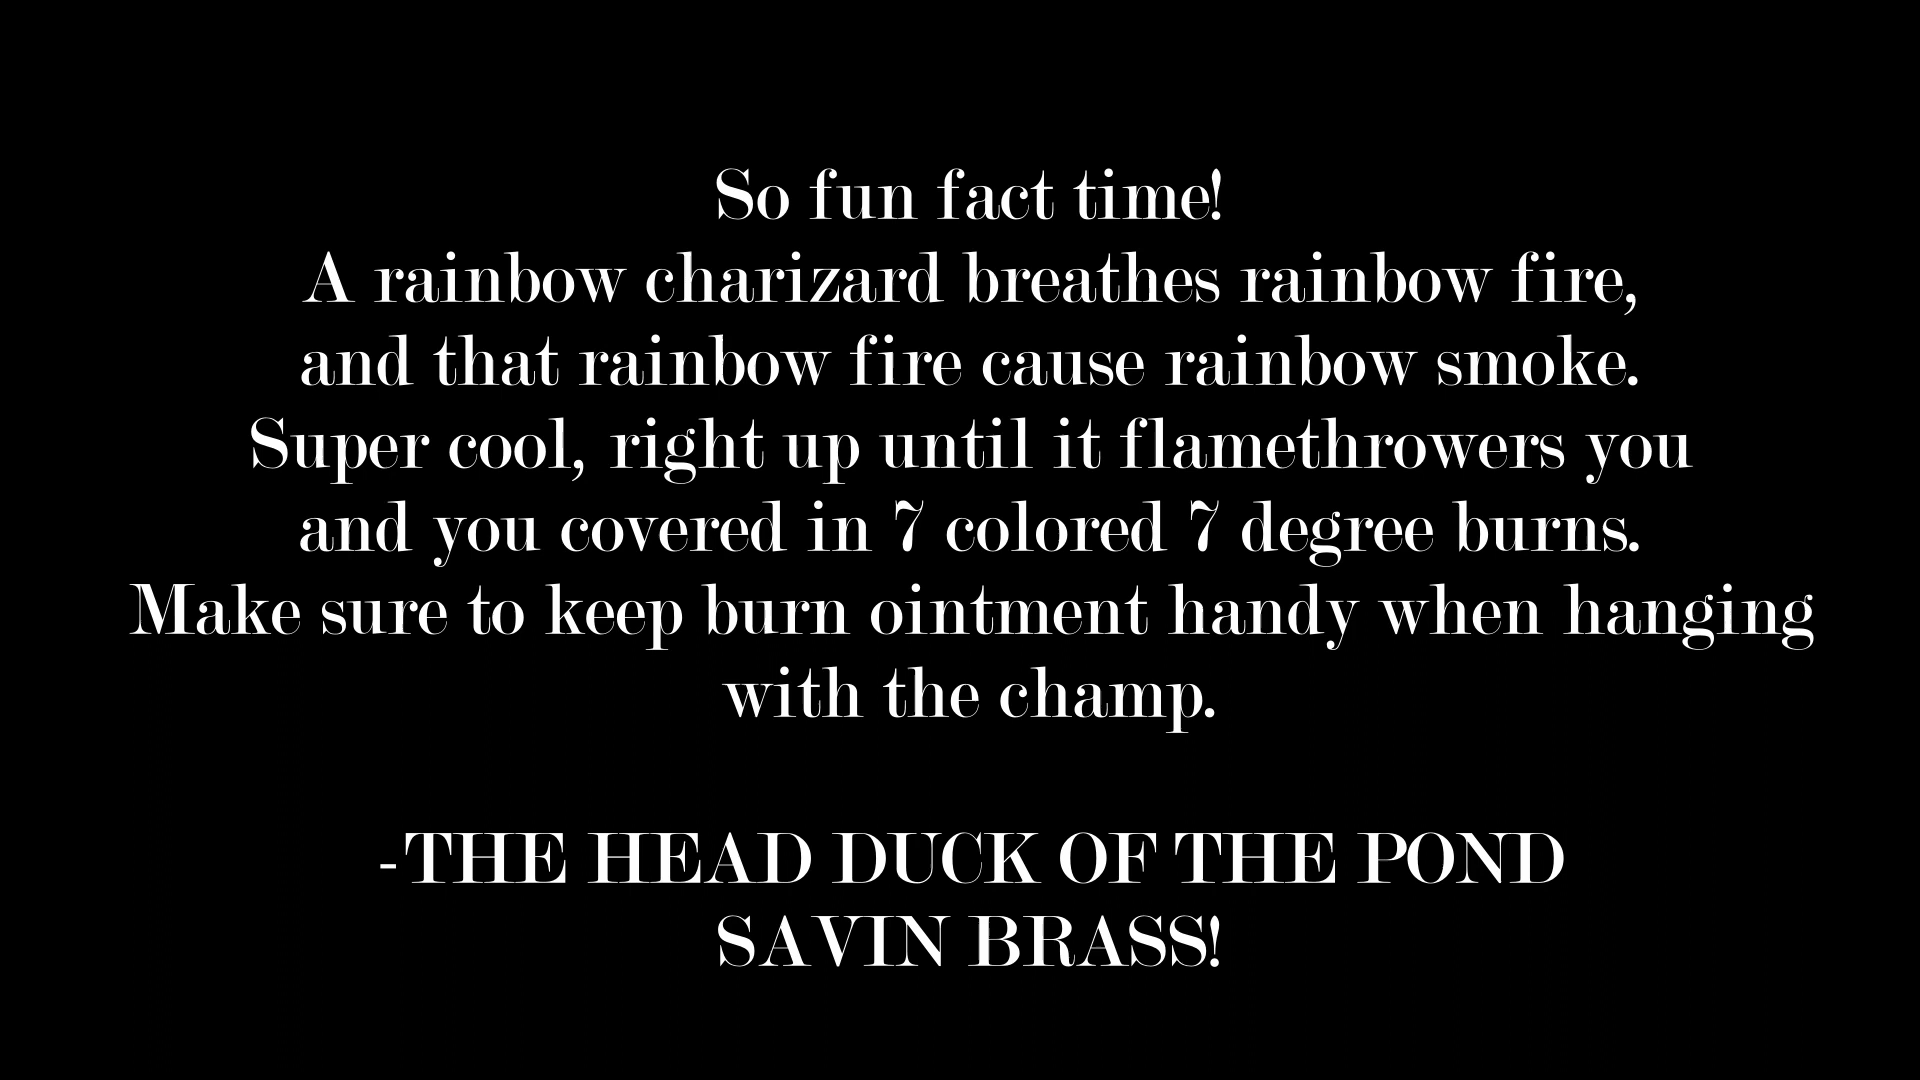 So fun fact time!
A rainbow charizard breathes rainbow fire,
and that rainbow fire cause rainbow smoke.
Super cool, right up until it flamethrowers you
and you covered in 7 colored 7 degree burns.
Make sure to keep burn ointment handy when hanging
with the champ.
-THE HEAD DUCK OF THE POND
SAVIN BRASS!